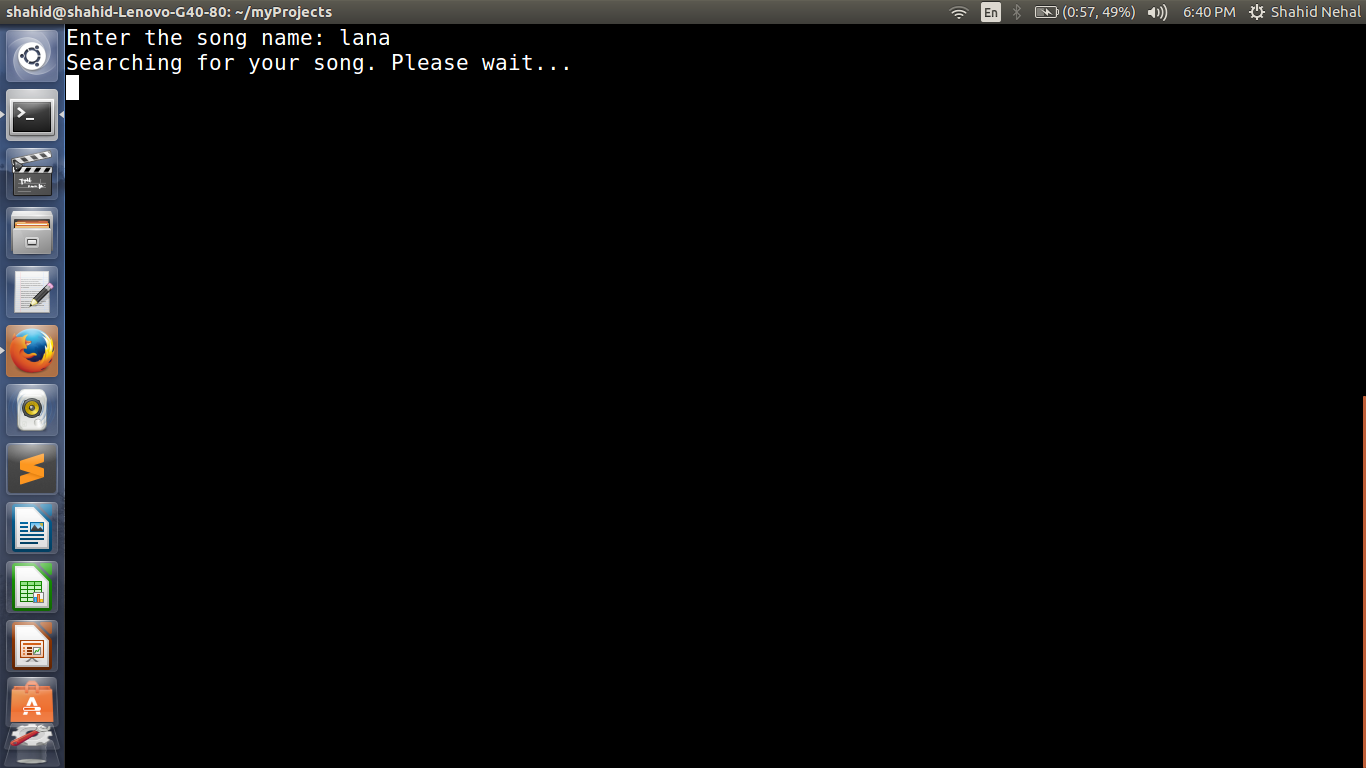 shahid@shahid-Lenovo-G40-80: ~/myProjects
En
(0:57, 49%)
6:40 PM
Shahid Nehal
Enter the song name: lana
Searching for your song. Please wait...